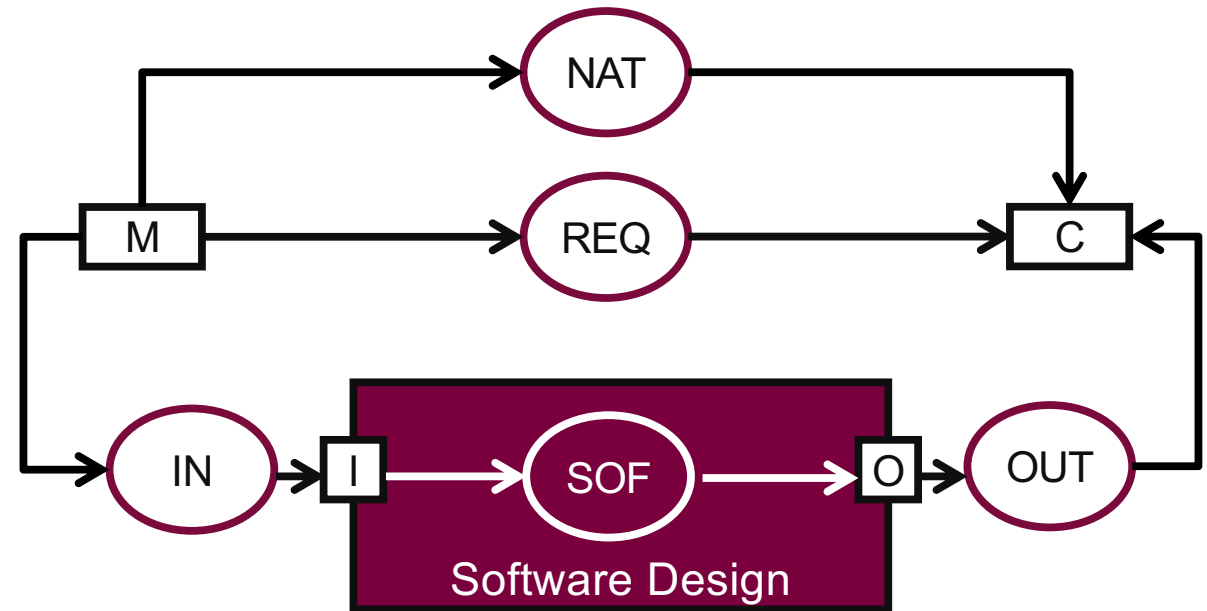 NAT
M
REQ
C
IN
I
SOF
O
OUT
Software Design